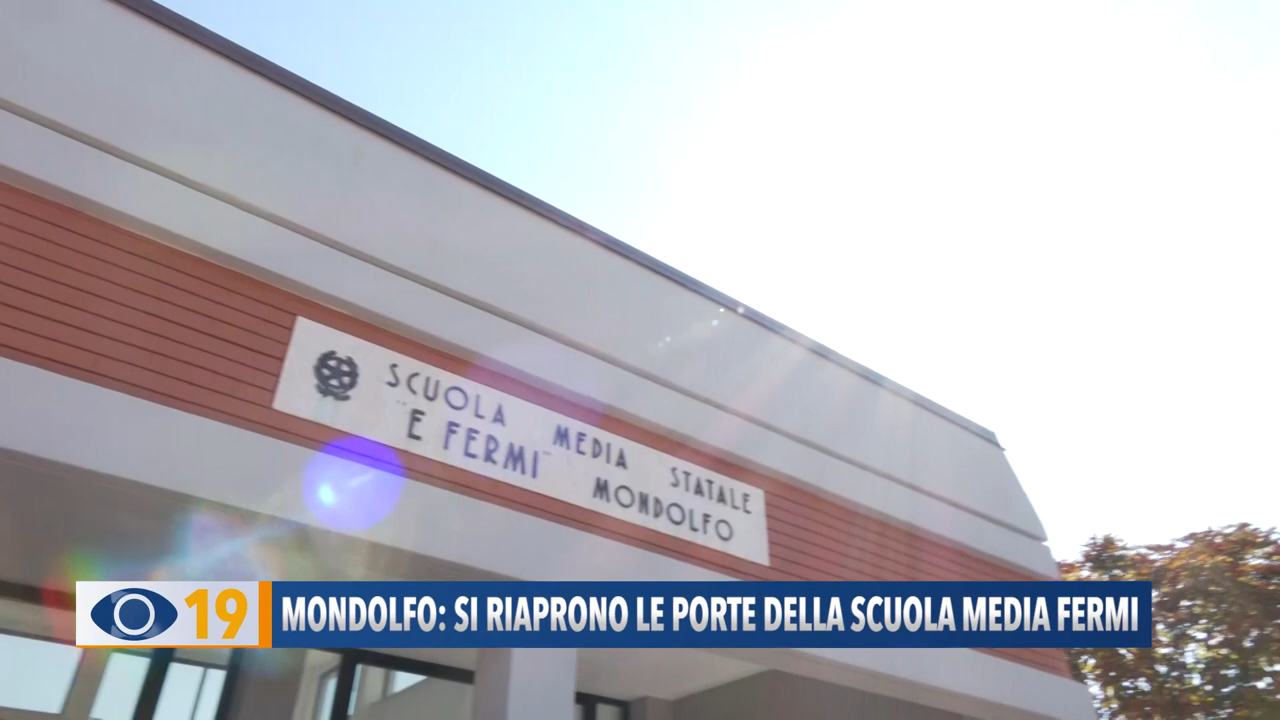 SCUOLA MEDIA STATALE
"E FERMI" MONDOLFO
19
MONDOLFO: SI RIAPRONO LE PORTE DELLA SCUOLA MEDIA FERMI